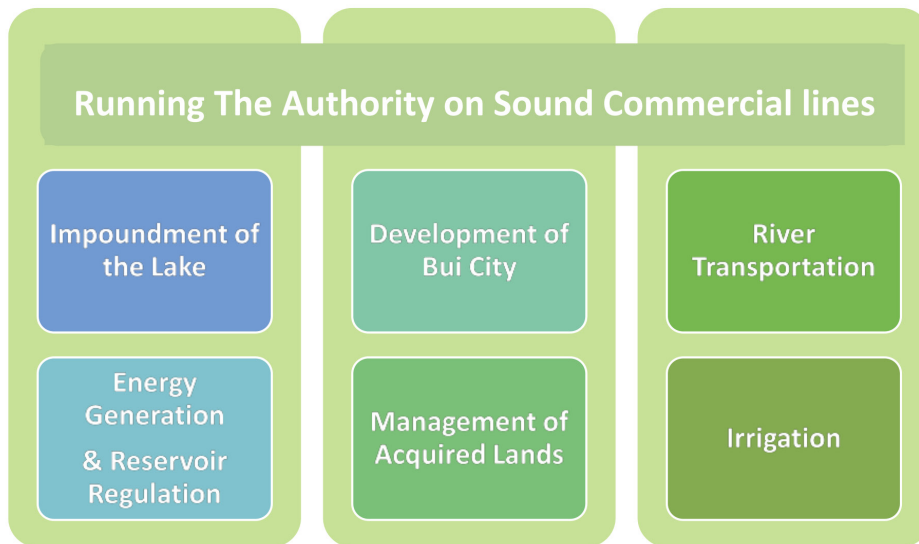 Running The Authority on Sound Commercial lines
Impoundment of
the Lake
Energy
Generation
& Reservoir
Regulation
Development of
Bui City
Management of
Acquired Lands
River
Transportation
Irrigation